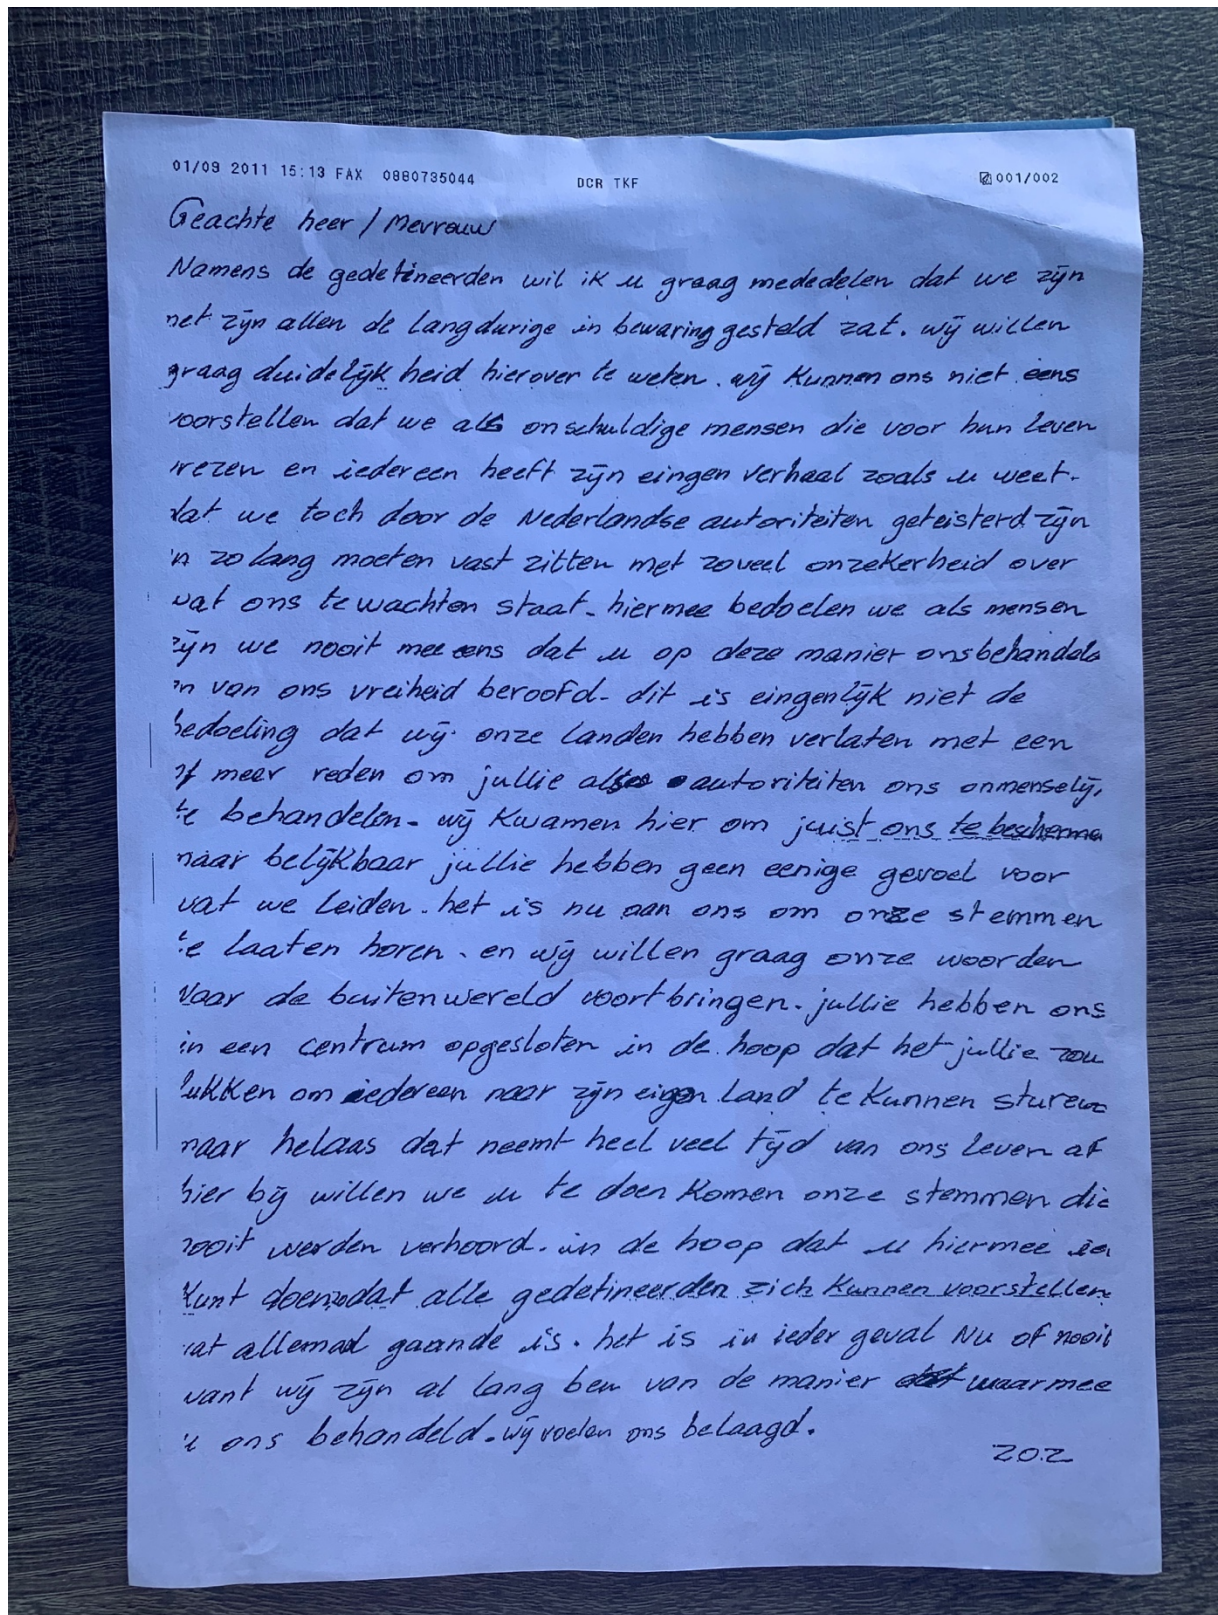 01/09 2011 15:13 FAX 0880735044 DCR TKF 001/002
Geachte heer / Mevrouw
Namens de gedetineerden wil ik u graag mededelen dat we zijn
net zijn allen de langdurige in bewaring gesteld zat. wij willen
graag duidelijk heid hierover te weten. wij kunnen ons niet eens
voorstellen dat we als onschuldige mensen die voor hun leven
vrezen en iedereen heeft zijn eingen verhaal zoals u weet.
dat we toch door de Nederlandse autoriteiten geteisterd zijn
'n zo lang moeten vast zitten met zoveel onzekerheid over
wat ons te wachten staat. hiermee bedoelen we als mensen
zijn we nooit mee eens dat u op deze manier ons behandeld
en van ons vreiheid beroofd. dit is eingenlijk niet de
bedoeling dat wij onze landen hebben verlaten met een
of meer reden om jullie als autoriteiten ons onmenselij,
te behandelen. wij kwamen hier om juist ons te bescherme
naar belijkbaar jullie hebben geen eenige gevoel voor
wat we leiden. het is nu aan ons om onze stemmen
te laaten horen. en wij willen graag onze woorden
naar de buitenwereld voortbringen. jullie hebben ons
in een centrum opgesloten in de hoop dat het jullie zou
lukken om iedereen naar zijn eigen land te kunnen sturen
naar helaas dat neemt heel veel tijd van ons leven af
hier bij willen we u te doen komen onze stemmen die
nooit werden verhoord. in de hoop dat u hiermee
kunt doen zodat alle gedetineerden zich kunnen voorstellen
wat allemaal gaande is. het is in ieder geval Nu of nooit
want wij zijn al lang beu van de manier waarmee
u ons behandeld. wij voelen ons belaagd.
Z.O.Z